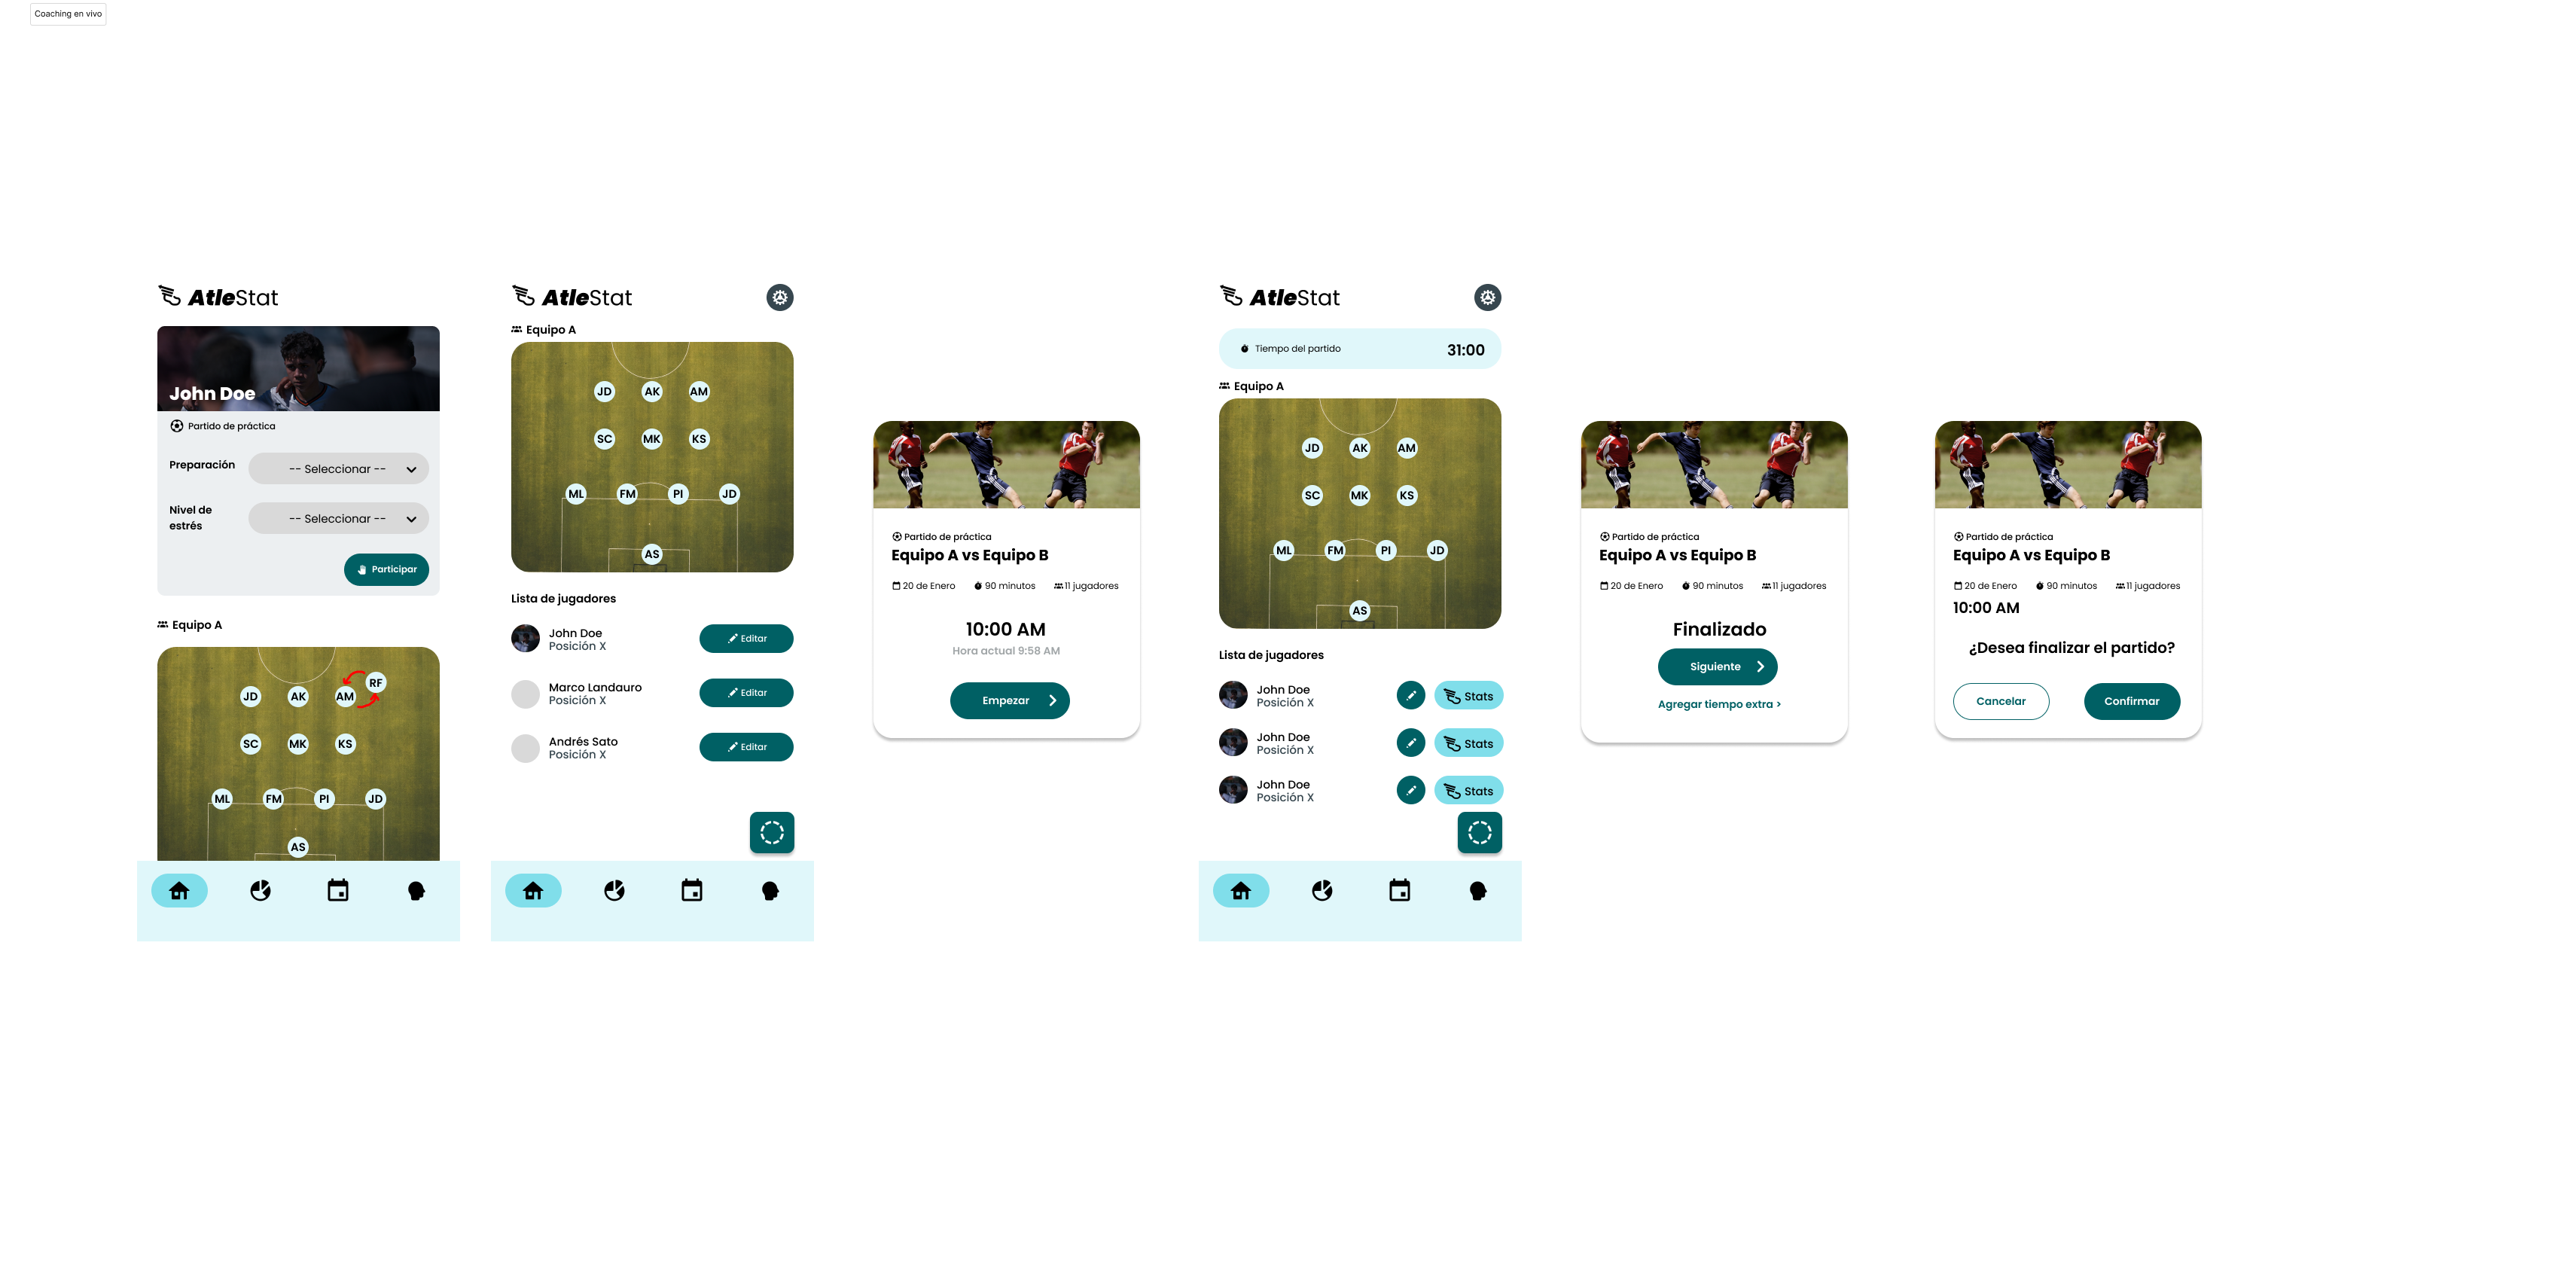 Coaching en vivo
AtleStat
John Doe
Partido de práctica
Preparación
-- Seleccionar --
Nivel de
estrés
-- Seleccionar --
Participar
Equipo A
RF
JD AK AM
SC MK KS
ML FM PI JD
AS
AtleStat
Equipo A
JD AK AM
SC MK KS
ML FM PI JD
AS
Lista de jugadores
John Doe
Posición X
Editar
Marco Landauro
Posición X
Editar
Andrés Sato
Posición X
Editar
Partido de práctica
Equipo A vs Equipo B
20 de Enero 90 minutos 11 jugadores
10:00 AM
Hora actual 9:58 AM
Empezar
AtleStat
Tiempo del partido 31:00
Equipo A
JD AK AM
SC MK KS
ML FM PI JD
AS
Lista de jugadores
John Doe
Posición X
Stats
John Doe
Posición X
Stats
John Doe
Posición X
Stats
Partido de práctica
Equipo A vs Equipo B
20 de Enero 90 minutos 11 jugadores
Finalizado
Siguiente
Agregar tiempo extra >
Partido de práctica
Equipo A vs Equipo B
20 de Enero 90 minutos 11 jugadores
10:00 AM
¿Desea finalizar el partido?
Cancelar Confirmar